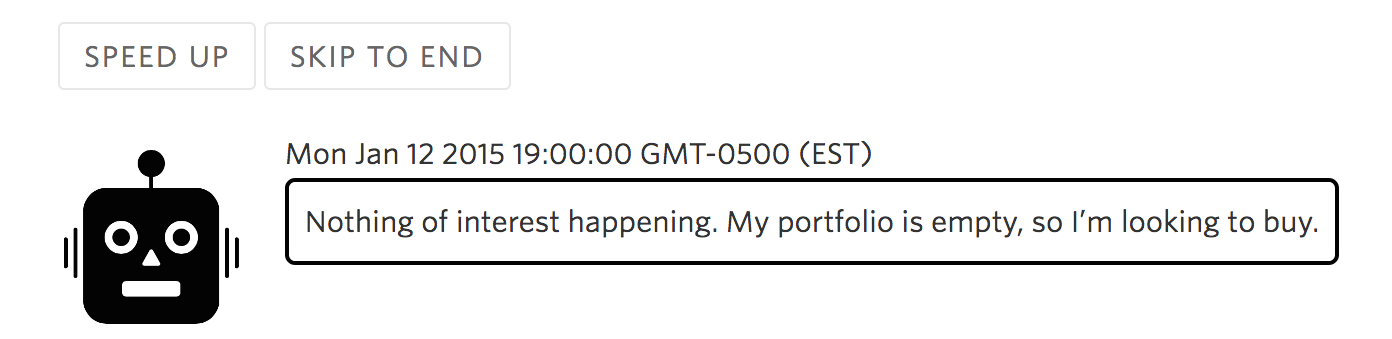 SPEED UP SKIP TO END
Mon Jan 12 2015 19:00:00 GMT-0500 (EST)
Nothing of interest happening. My portfolio is empty, so I’m looking to buy.